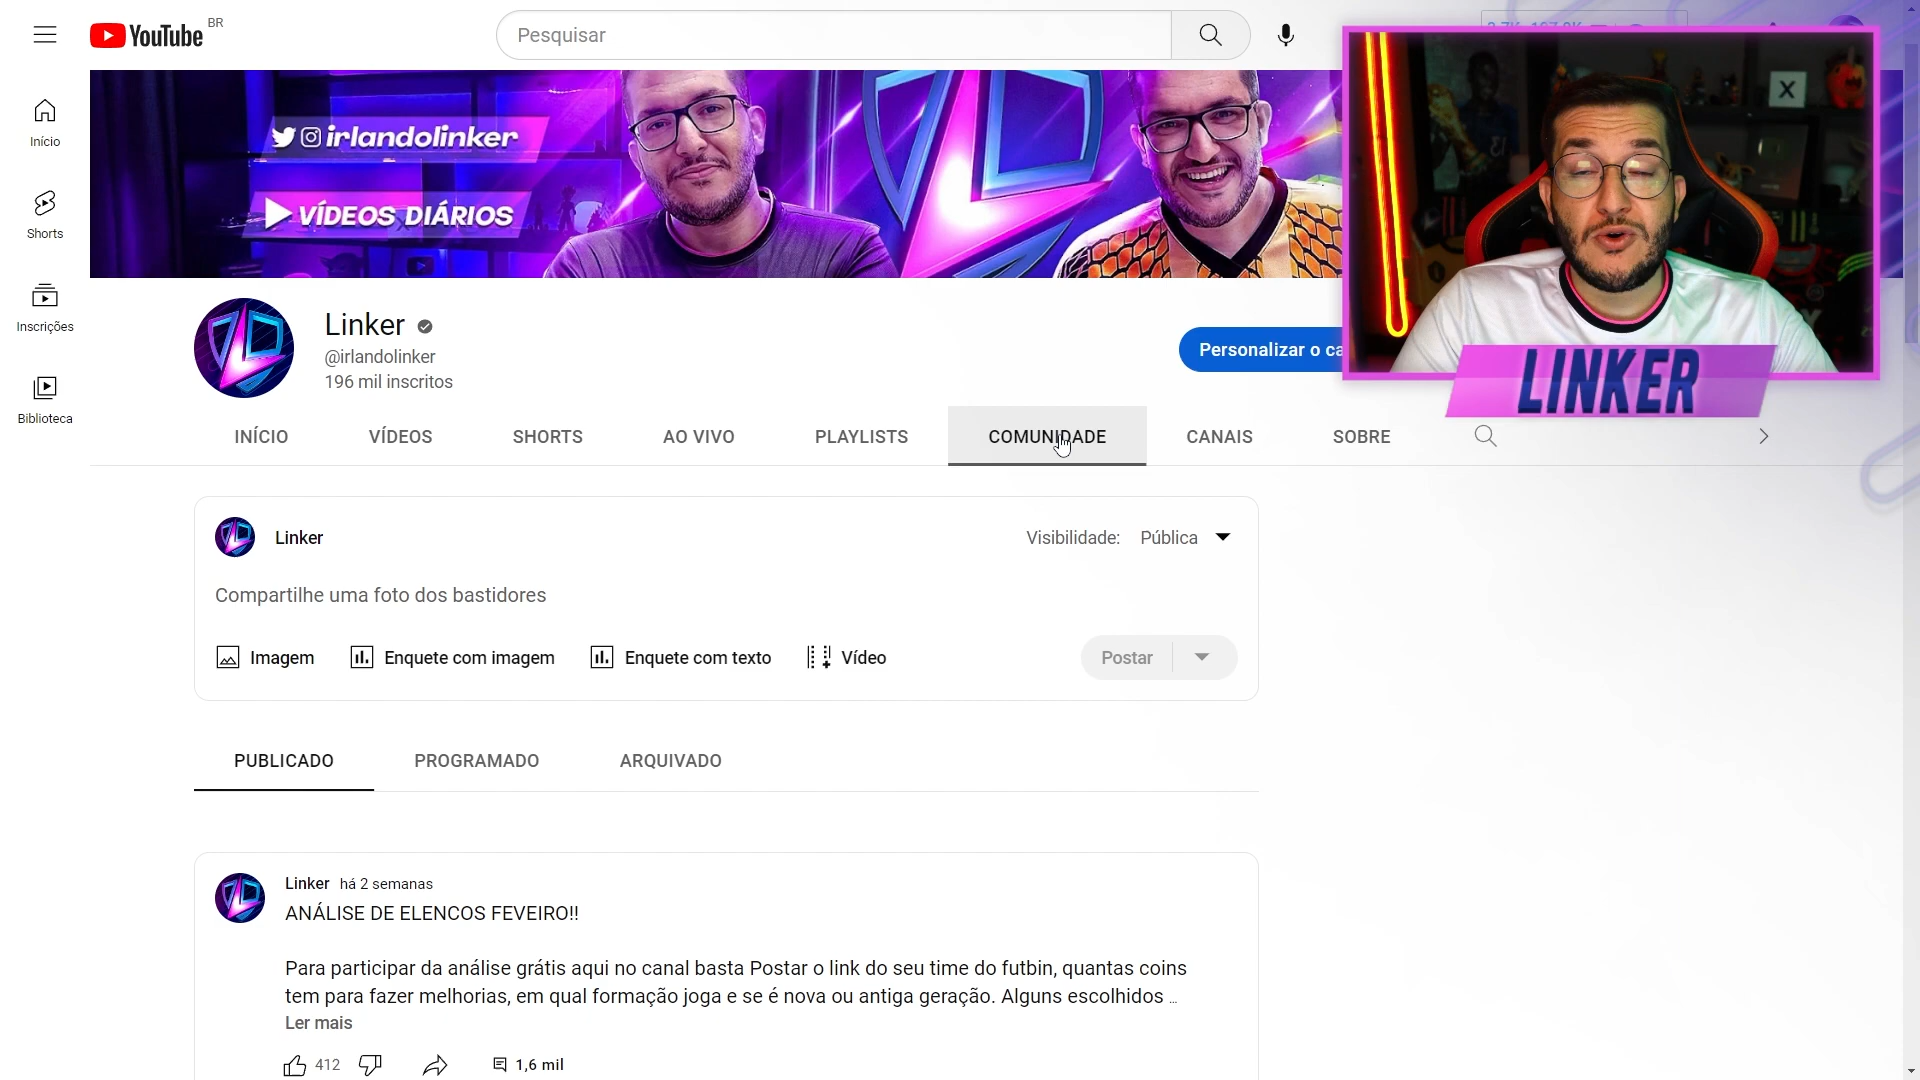 YouTube BR
Pesquisar
irlandolinker
VÍDEOS DIÁRIOS
X
LINKER
Início
Shorts
Inscrições
Biblioteca
Linker
@irlandolinker
196 mil inscritos
Personalizar o ca
INÍCIO VÍDEOS SHORTS AO VIVO PLAYLISTS COMUNIDADE CANAIS SOBRE
Linker Visibilidade: Pública
Compartilhe uma foto dos bastidores
Imagem Enquete com imagem Enquete com texto Vídeo Postar
PUBLICADO PROGRAMADO ARQUIVADO
Linker há 2 semanas
ANÁLISE DE ELENCOS FEVEIRO!!
Para participar da análise grátis aqui no canal basta Postar o link do seu time do futbin, quantas coins
tem para fazer melhorias, em qual formação joga e se é nova ou antiga geração. Alguns escolhidos ...
Ler mais
412 1,6 mil